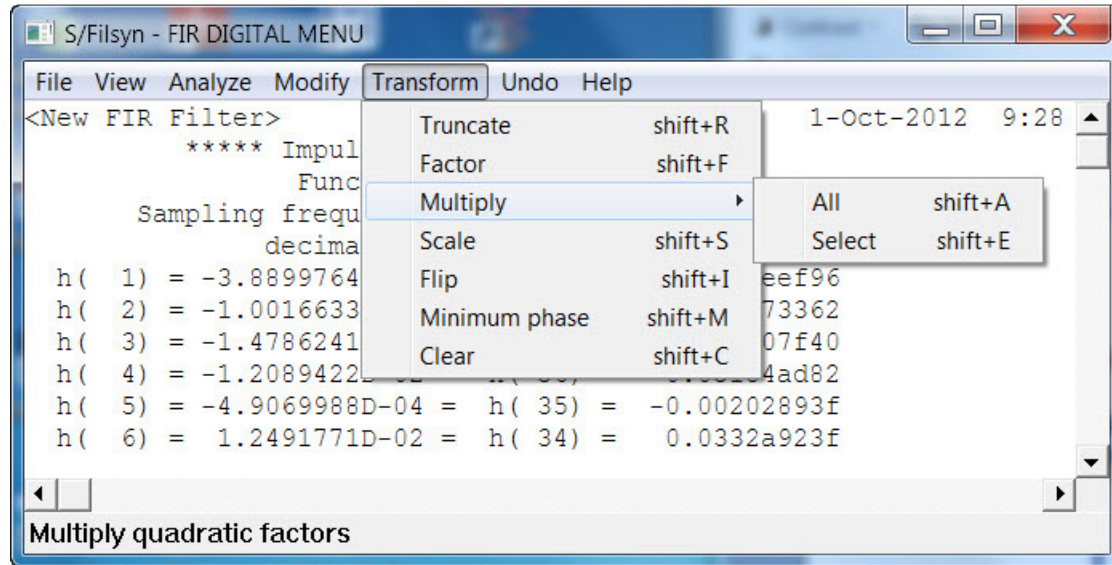 S/Filsyn - FIR DIGITAL MENU
File View Analyze Modify Transform Undo Help
<New FIR Filter> 1-Oct-2012 9:28
***** Impul
Func
Sampling frequ
decima
h( 1) = -3.8899764 eef96
h( 2) = -1.0016633 73362
h( 3) = -1.4786241 07f40
h( 4) = -1.2089422 4ad82
h( 5) = -4.9069988D-04 = h( 35) = -0.00202893f
h( 6) = 1.2491771D-02 = h( 34) = 0.0332a923f
Truncate shift+R
Factor shift+F
Multiply
Scale shift+S
Flip shift+I
Minimum phase shift+M
Clear shift+C
All shift+A
Select shift+E
Multiply quadratic factors